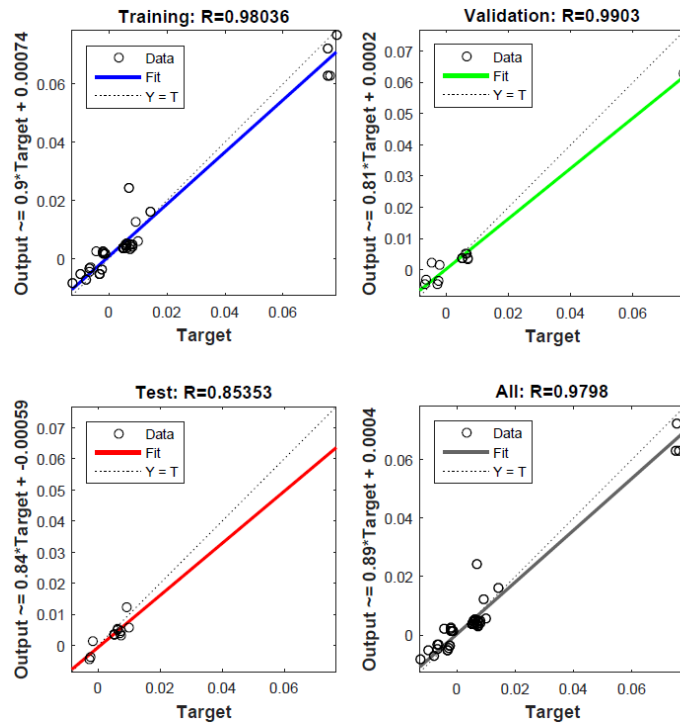 Training: R=0.98036
Output ~= 0.9*Target + 0.00074
0.06
0.04
0.02
0
Data
Fit
Y = T
0
0.02
0.04
0.06
Target
Validation: R=0.9903
Output ~= 0.81*Target + 0.0002
0.07
0.06
0.05
0.04
0.03
0.02
0.01
0
Data
Fit
Y = T
0
0.02
0.04
0.06
Target
Test: R=0.85353
Output ~= 0.84*Target + -0.00059
0.07
0.06
0.05
0.04
0.03
0.02
0.01
0
Data
Fit
Y = T
0
0.02
0.04
0.06
Target
All: R=0.9798
Output ~= 0.89*Target + 0.0004
0.06
0.04
0.02
0
Data
Fit
Y = T
0
0.02
0.04
0.06
Target